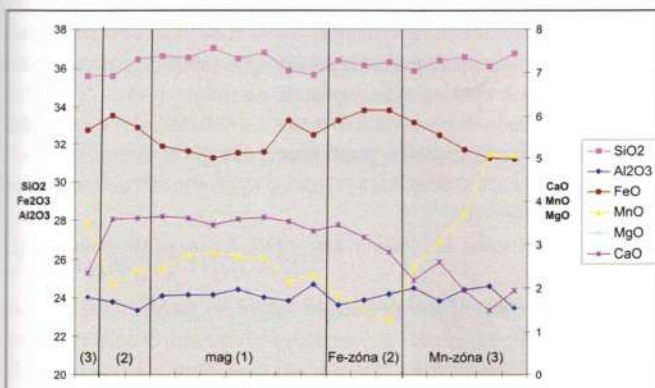 38
36
34
32
30
28
26
24
22
20
SiO2
Fe2O3
Al2O3
8
7
6
5
4
3
2
1
0
CaO
MnO
MgO
(3)
(2)
mag (1)
Fe-zóna (2)
Mn-zóna (3)
SiO2
Al2O3
FeO
MnO
MgO
CaO